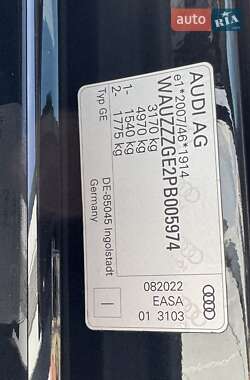 AUTO.RIA
AUDI AG
e1*2007/46*1914
WAUZZZGE2PB005974
3170 kg
4970 kg
1- 1540 kg
2- 1775 kg
Typ GE
DE-85045 Ingolstadt
Germany
082022
EASA
01 3103
I